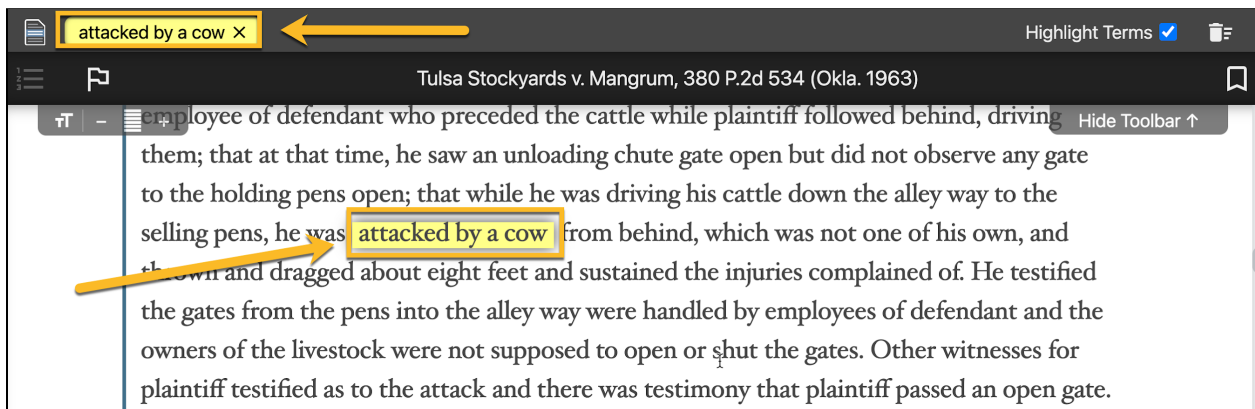 attacked by a cow ×
Highlight Terms
Tulsa Stockyards v. Mangrum, 380 P.2d 534 (Okla. 1963)
Hide Toolbar ↑
employee of defendant who preceded the cattle while plaintiff followed behind, driving
them; that at that time, he saw an unloading chute gate open but did not observe any gate
to the holding pens open; that while he was driving his cattle down the alley way to the
selling pens, he was attacked by a cow from behind, which was not one of his own, and
thrown and dragged about eight feet and sustained the injuries complained of. He testified
the gates from the pens into the alley way were handled by employees of defendant and the
owners of the livestock were not supposed to open or shut the gates. Other witnesses for
plaintiff testified as to the attack and there was testimony that plaintiff passed an open gate.